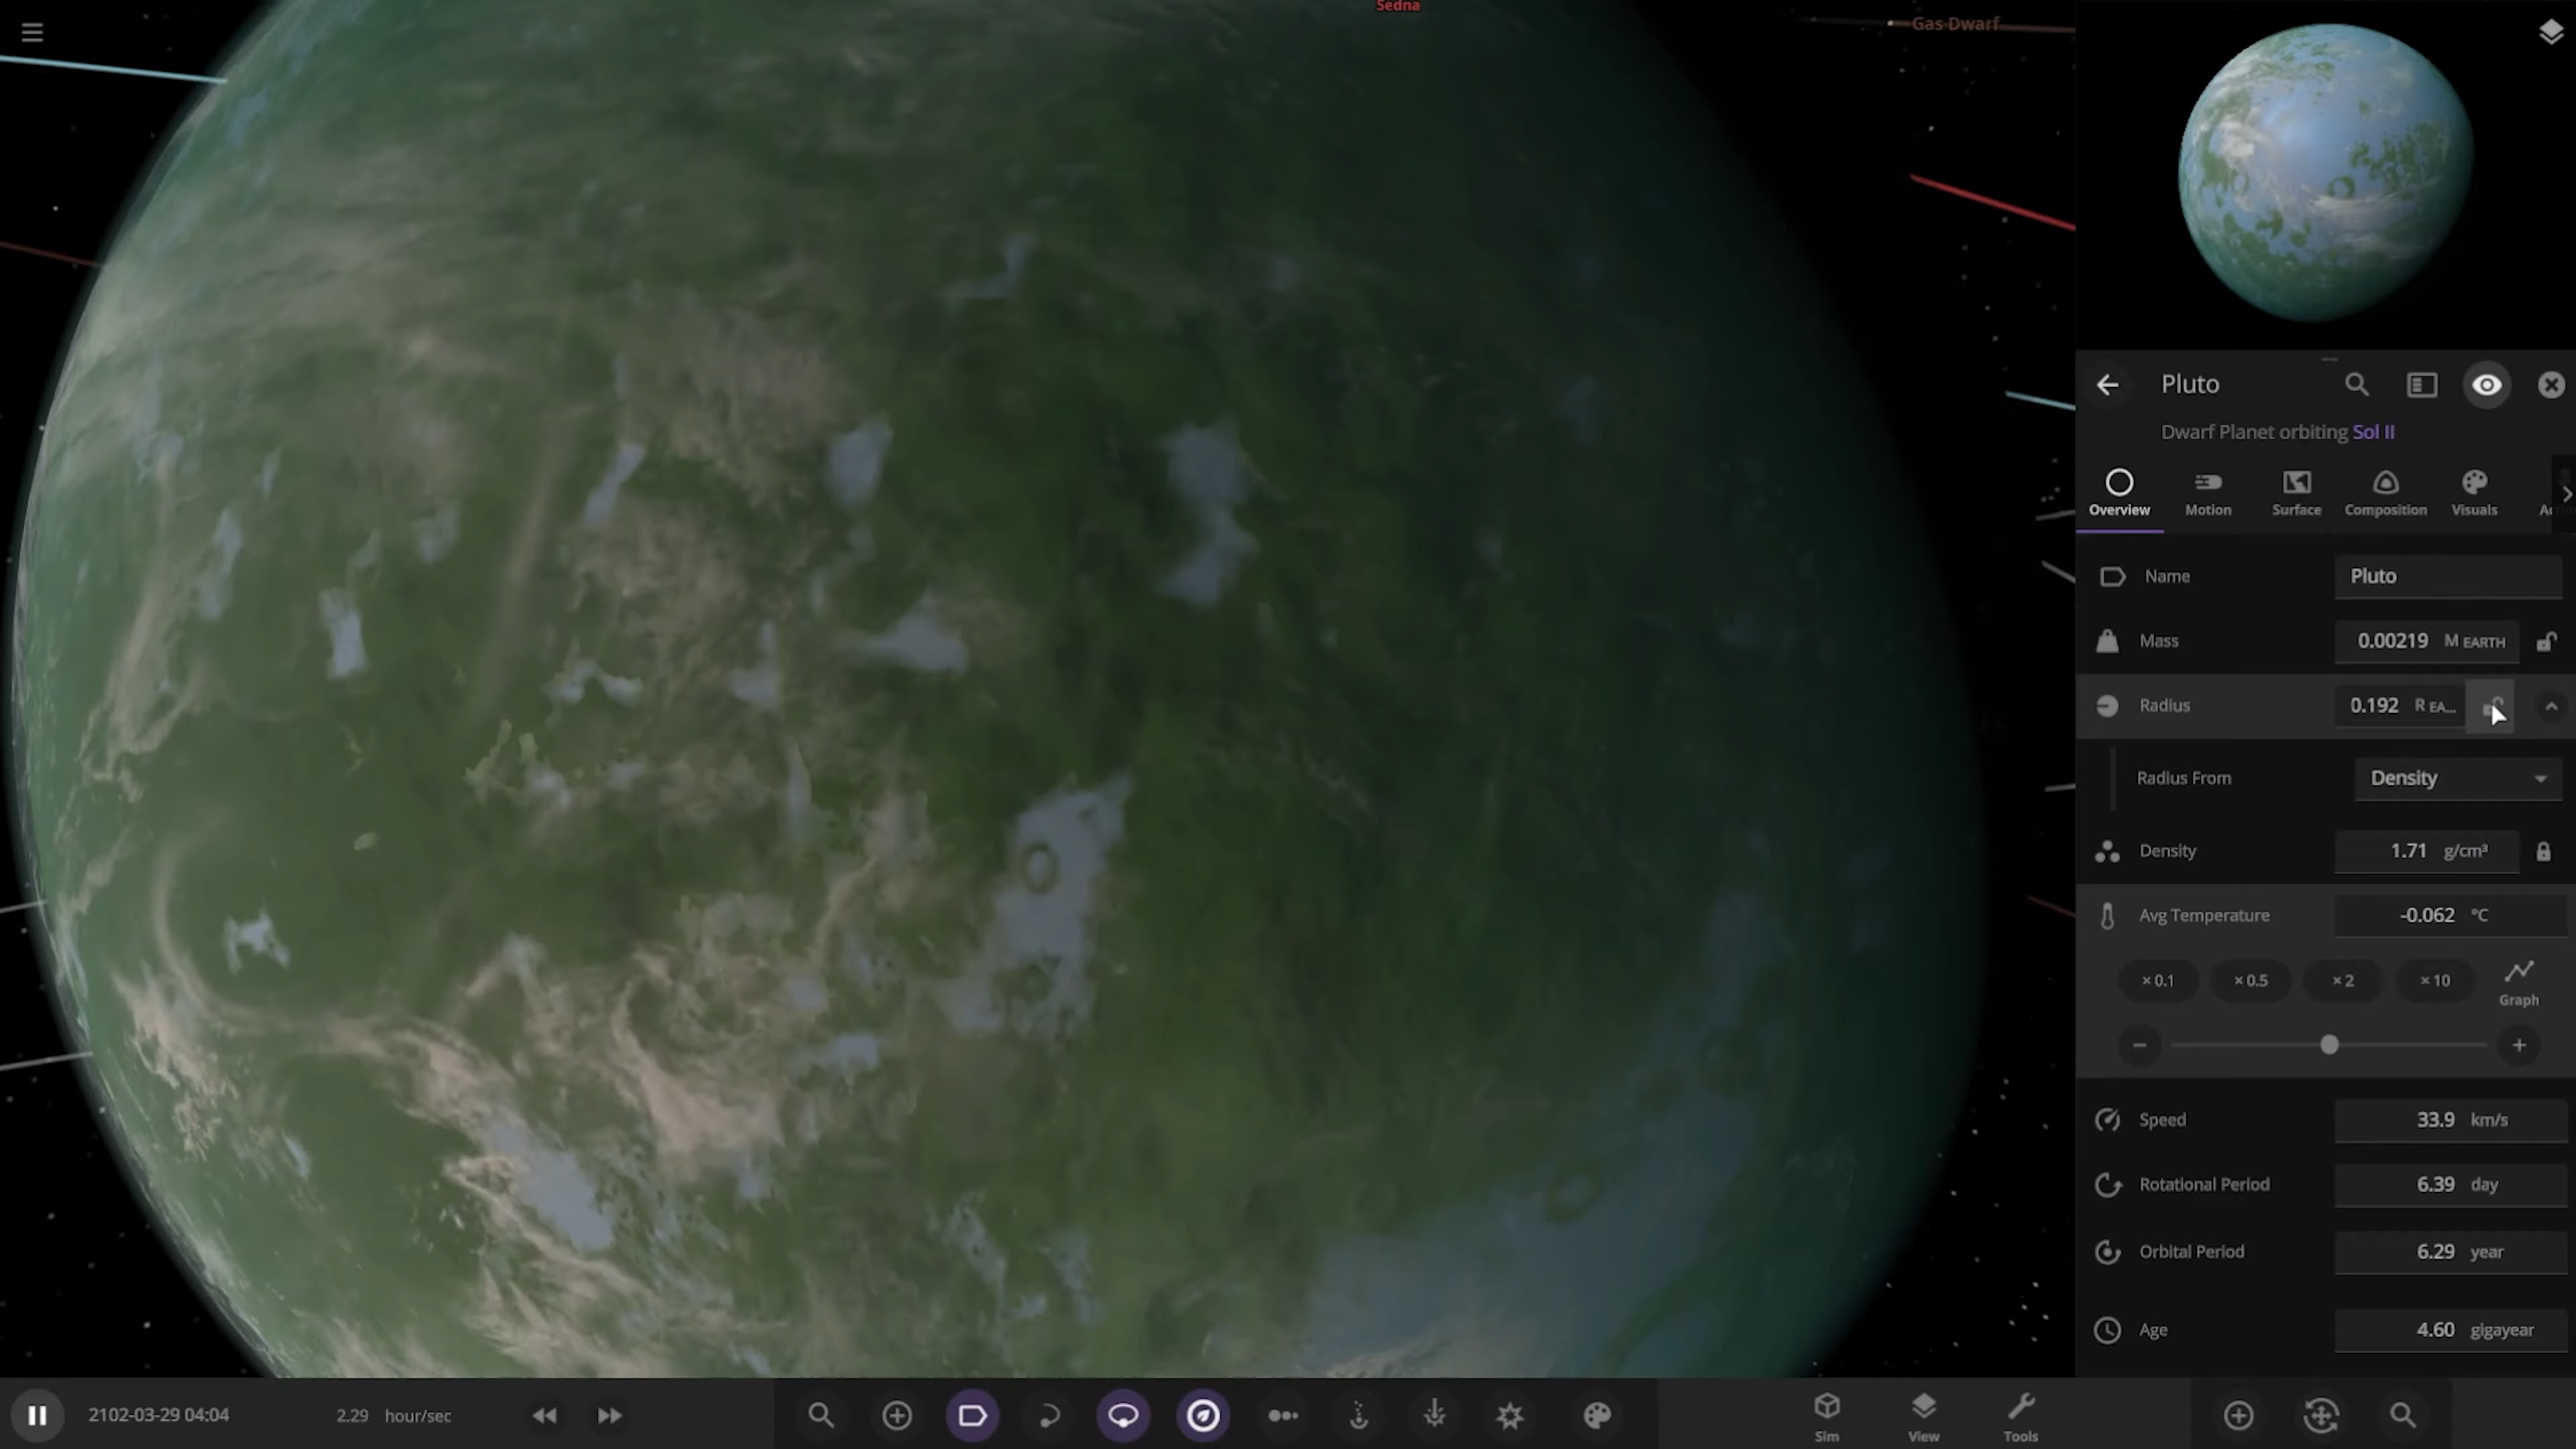 Sedna
Gas Dwarf
Pluto
Dwarf Planet orbiting Sol II
Overview
Motion
Surface
Composition
Visuals
Name
Pluto
Mass
0.00219 M EARTH
Radius
0.192 R EA...
Radius From
Density
Density
1.71 g/cm³
Avg Temperature
-0.062 °C
× 0.1
× 0.5
× 2
× 10
Graph
Speed
33.9 km/s
Rotational Period
6.39 day
Orbital Period
6.29 year
Age
4.60 gigayear
2102-03-29 04:04
2.29 hour/sec
Sim
View
Tools